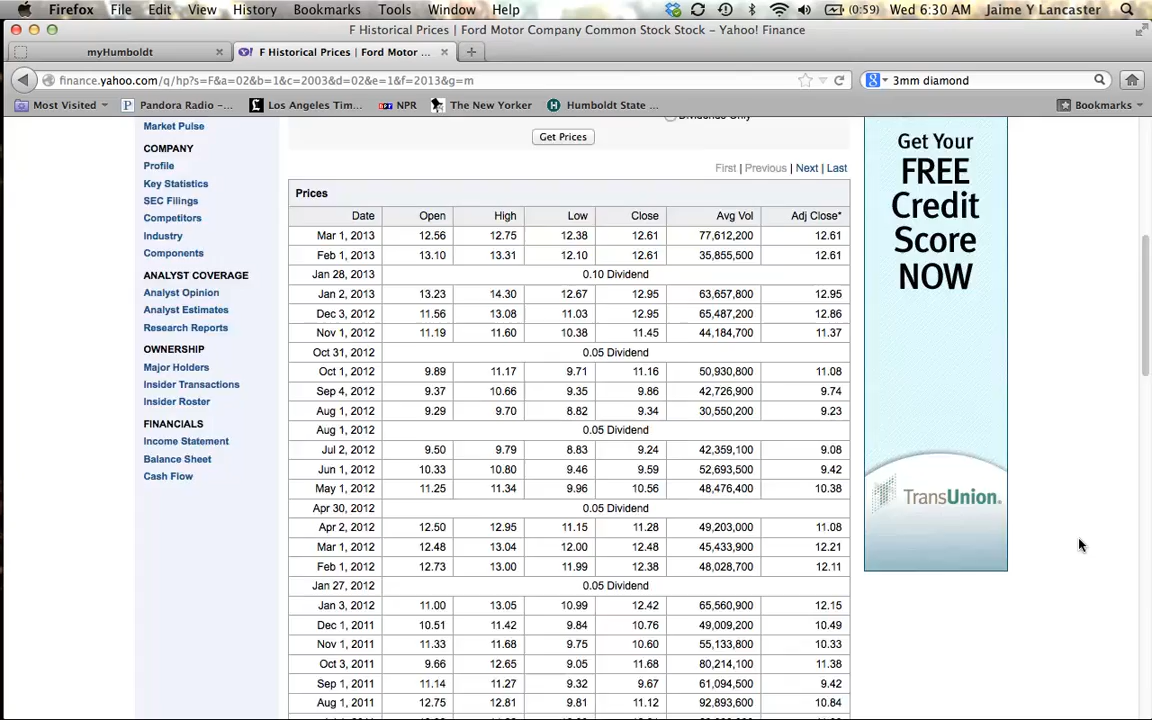 Firefox File Edit View History Bookmarks Tools Window Help (0:59) Wed 6:30 AM Jaime Y Lancaster
F Historical Prices | Ford Motor Company Common Stock Stock – Yahoo! Finance
myHumboldt F Historical Prices | Ford Motor ...
finance.yahoo.com/q/hp?s=F&a=02&b=1&c=2003&d=02&e=1&f=2013&g=m 3mm diamond
Most Visited Pandora Radio –... Los Angeles Tim... NPR The New Yorker Humboldt State ... Bookmarks
Market Pulse
COMPANY
Profile
Key Statistics
SEC Filings
Competitors
Industry
Components
ANALYST COVERAGE
Analyst Opinion
Analyst Estimates
Research Reports
OWNERSHIP
Major Holders
Insider Transactions
Insider Roster
FINANCIALS
Income Statement
Balance Sheet
Cash Flow
Dividends Only
Get Prices
First | Previous | Next | Last
Prices
Date Open High Low Close Avg Vol Adj Close*
Mar 1, 2013 12.56 12.75 12.38 12.61 77,612,200 12.61
Feb 1, 2013 13.10 13.31 12.10 12.61 35,855,500 12.61
Jan 28, 2013 0.10 Dividend
Jan 2, 2013 13.23 14.30 12.67 12.95 63,657,800 12.95
Dec 3, 2012 11.56 13.08 11.03 12.95 65,487,200 12.86
Nov 1, 2012 11.19 11.60 10.38 11.45 44,184,700 11.37
Oct 31, 2012 0.05 Dividend
Oct 1, 2012 9.89 11.17 9.71 11.16 50,930,800 11.08
Sep 4, 2012 9.37 10.66 9.35 9.86 42,726,900 9.74
Aug 1, 2012 9.29 9.70 8.82 9.34 30,550,200 9.23
Aug 1, 2012 0.05 Dividend
Jul 2, 2012 9.50 9.79 8.83 9.24 42,359,100 9.08
Jun 1, 2012 10.33 10.80 9.46 9.59 52,693,500 9.42
May 1, 2012 11.25 11.34 9.96 10.56 48,476,400 10.38
Apr 30, 2012 0.05 Dividend
Apr 2, 2012 12.50 12.95 11.15 11.28 49,203,000 11.08
Mar 1, 2012 12.48 13.04 12.00 12.48 45,433,900 12.21
Feb 1, 2012 12.73 13.00 11.99 12.38 48,028,700 12.11
Jan 27, 2012 0.05 Dividend
Jan 3, 2012 11.00 13.05 10.99 12.42 65,560,900 12.15
Dec 1, 2011 10.51 11.42 9.84 10.76 49,009,200 10.49
Nov 1, 2011 11.33 11.68 9.75 10.60 55,133,800 10.33
Oct 3, 2011 9.66 12.65 9.05 11.68 80,214,100 11.38
Sep 1, 2011 11.14 11.27 9.32 9.67 61,094,500 9.42
Aug 1, 2011 12.75 12.81 9.81 11.12 92,893,600 10.84
Get Your
FREE
Credit
Score
NOW
TransUnion.